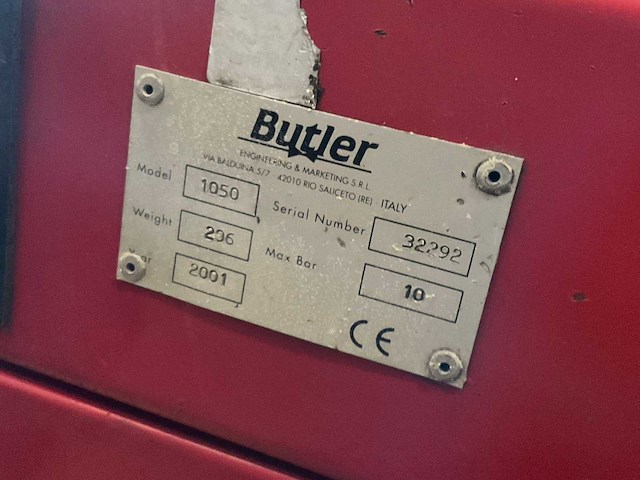 Butler
ENGINEERING & MARKETING S.R.L.
VIA BALDUINA 5/7 42010 RIO SALICETO (RE) ITALY
Model 1050 Serial Number 32292
Weight 206 Max Bar 10
Year 2001
CE